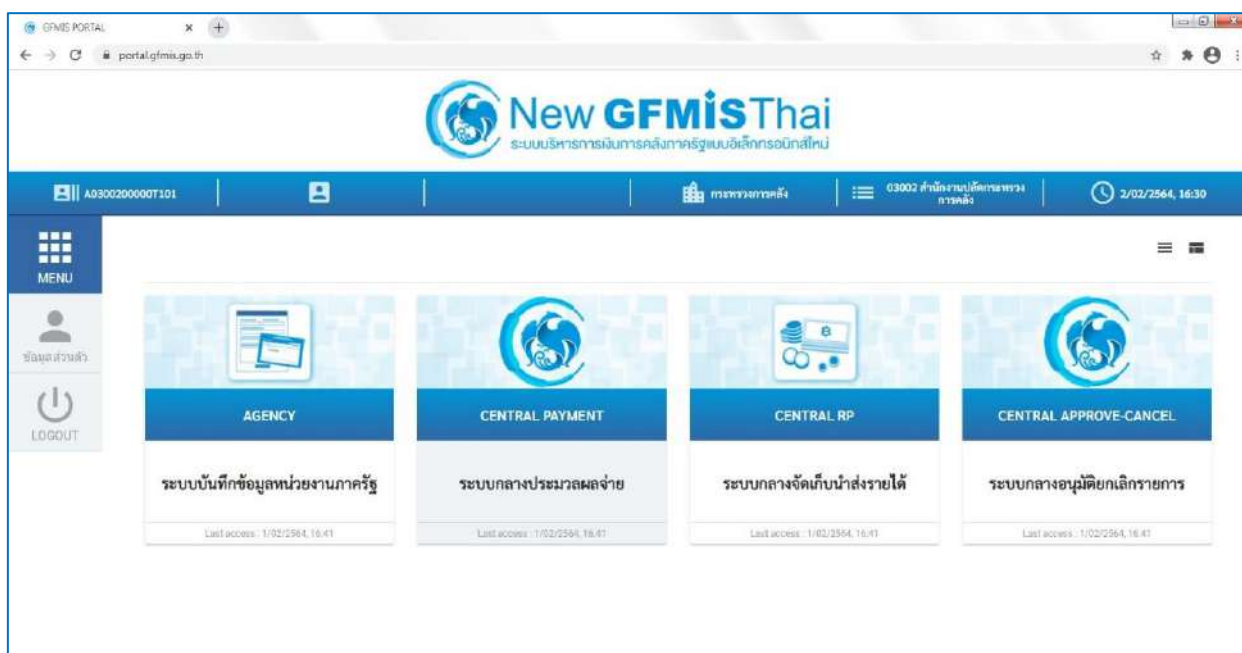 GFMIS PORTAL
portal.gfmis.go.th
New GFMIS Thai
ระบบบริหารการเงินการคลังภาครัฐแบบอิเล็กทรอนิกส์ใหม่
A0300200000T101
กระทรวงการคลัง
03002 สำนักงานปลัดกระทรวง
การคลัง
2/02/2564, 16:30
MENU
ข้อมูลส่วนตัว
LOGOUT
AGENCY
CENTRAL PAYMENT
CENTRAL RP
CENTRAL APPROVE-CANCEL
ระบบบันทึกข้อมูลหน่วยงานภาครัฐ
ระบบกลางประมวลผลจ่าย
ระบบกลางจัดเก็บนำส่งรายได้
ระบบกลางอนุมัติยกเลิกรายการ
Last access : 1/02/2564, 16:41
Last access : 1/02/2564, 16:41
Last access : 1/02/2564, 16:41
Last access : 1/02/2564, 16:41